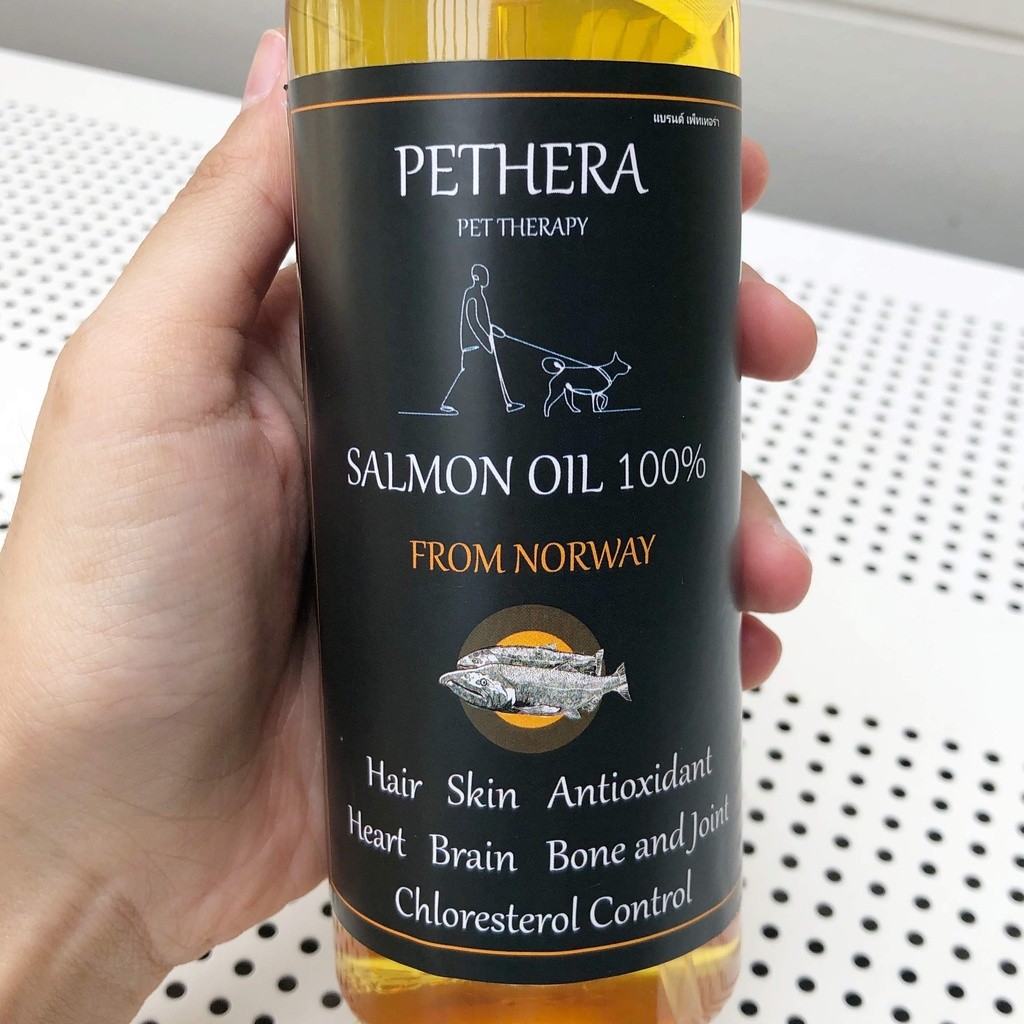 แบรนด์ เพ็ทเทอร่า
PETHERA
PET THERAPY
SALMON OIL 100%
FROM NORWAY
Hair Skin Antioxidant
Heart Brain Bone and Joint
Chloresterol Control